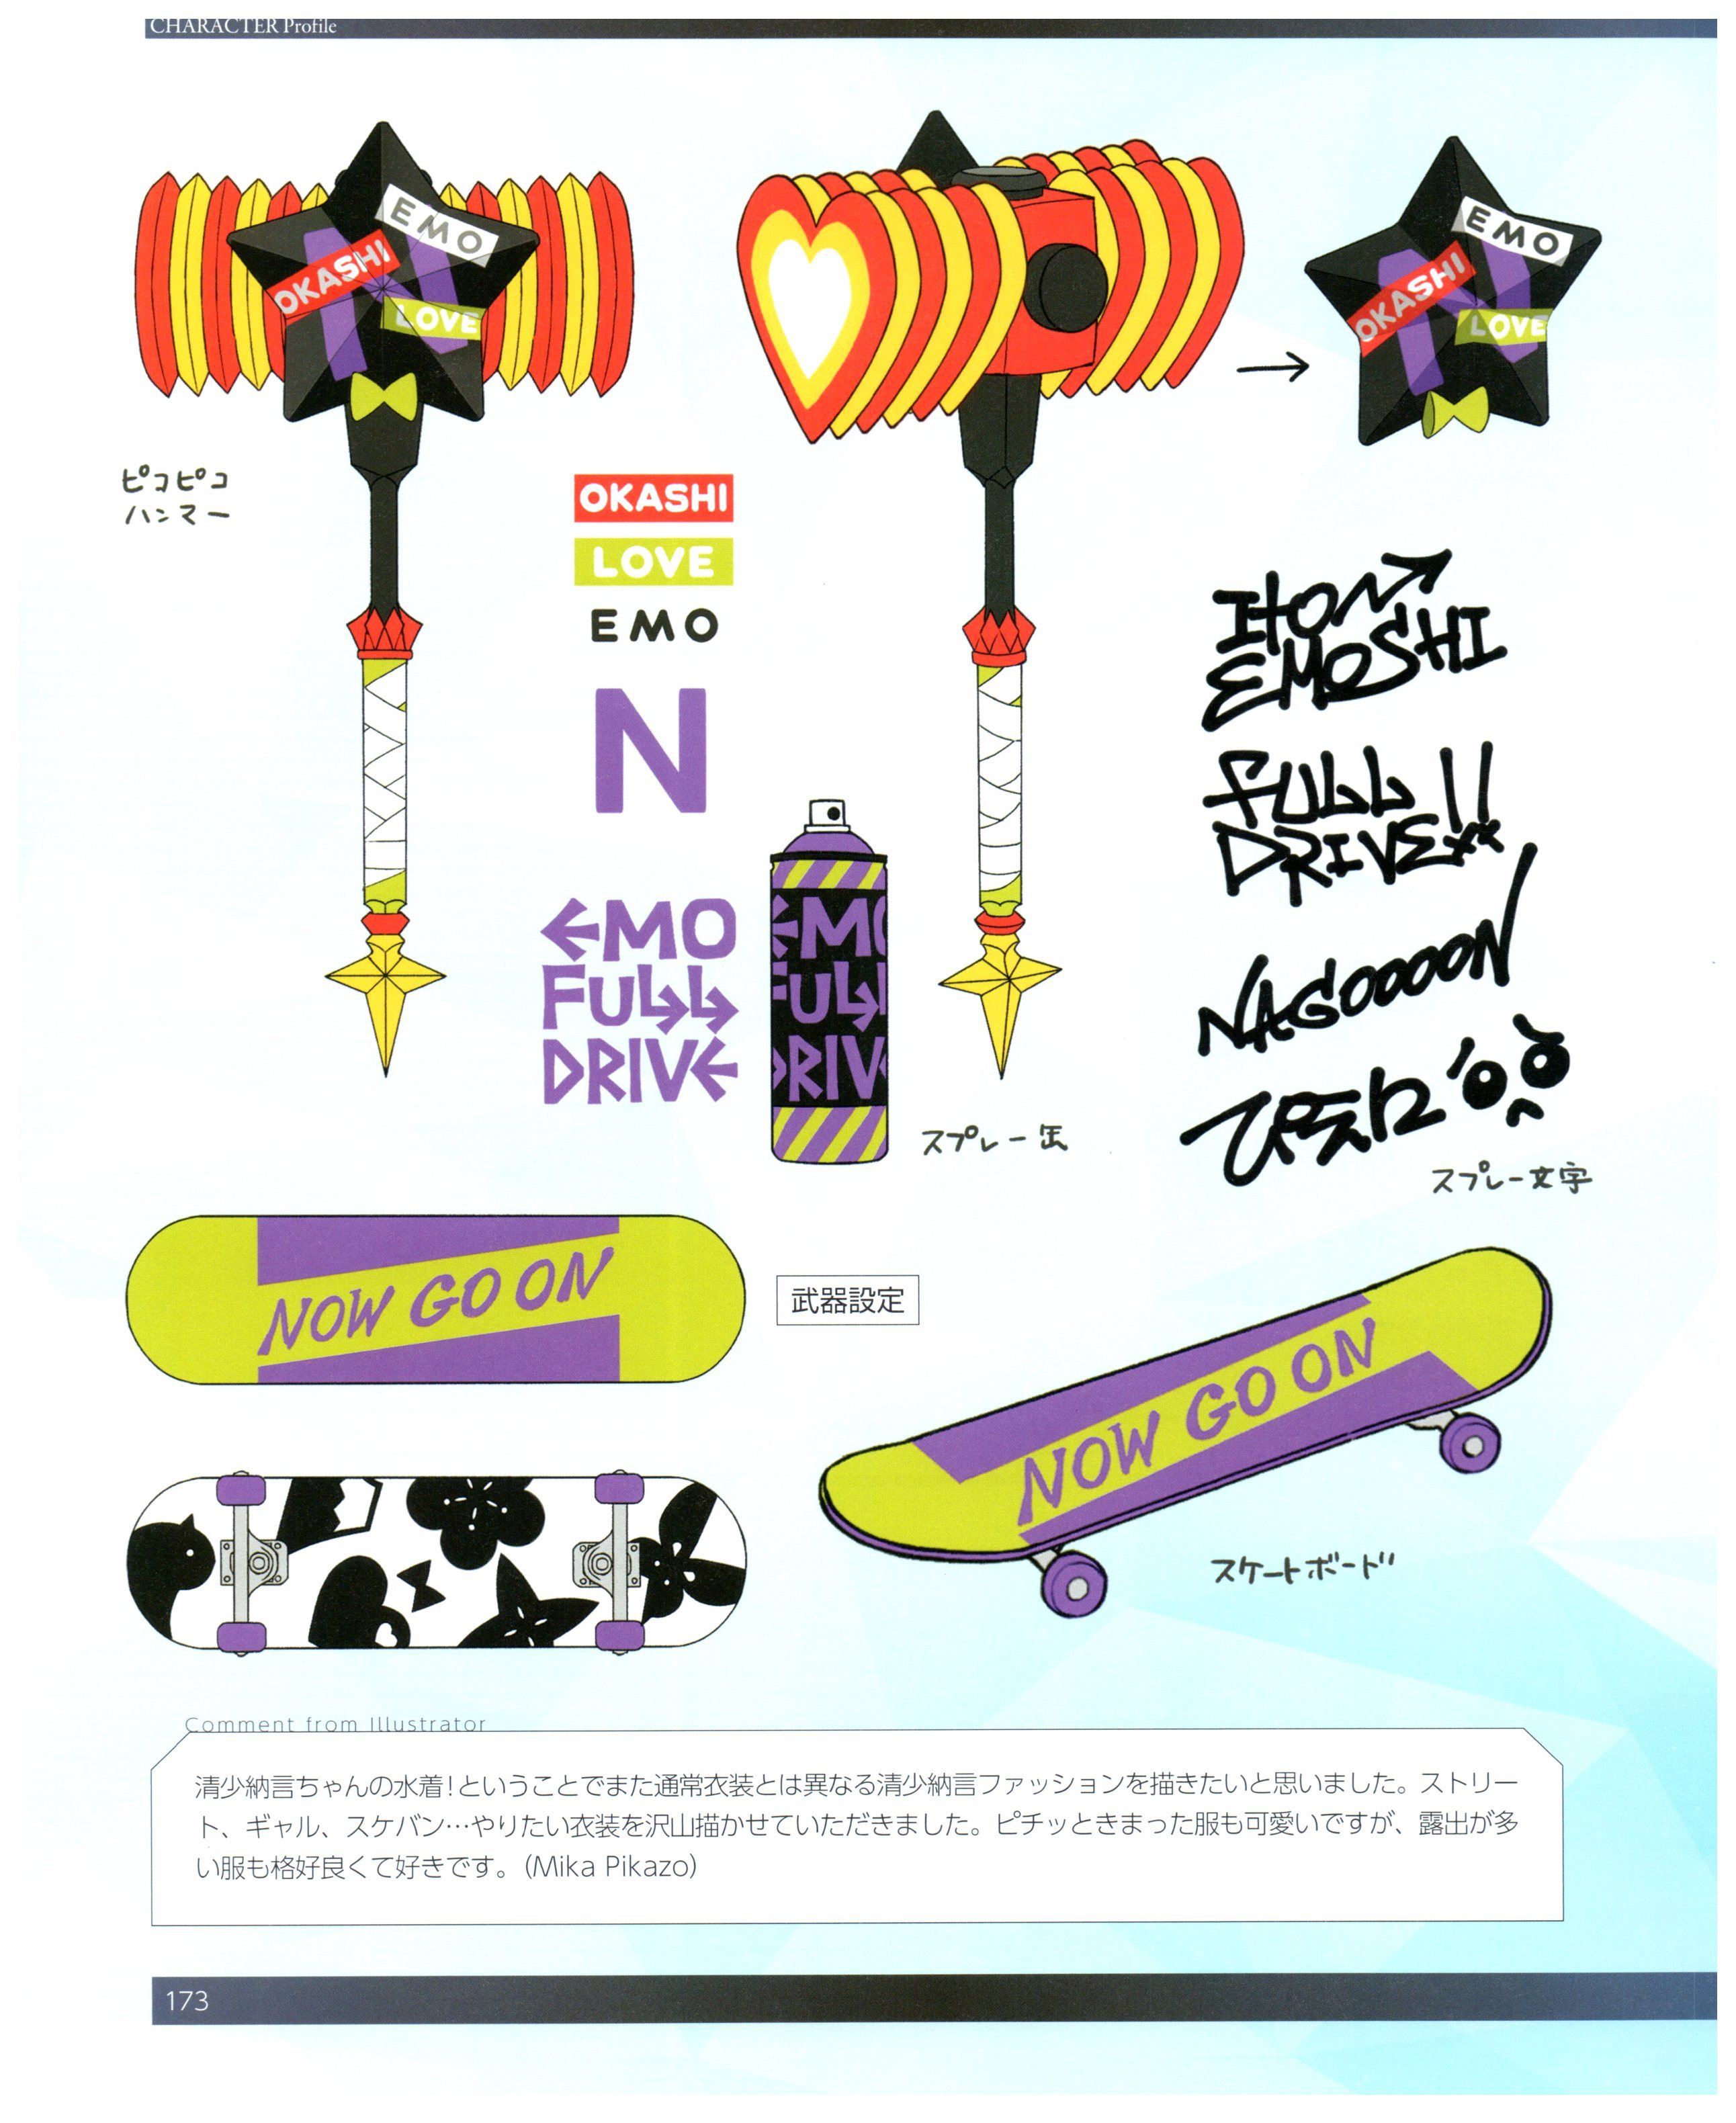 CHARACTER Profile
EMO
OKASHI
LOVE
EMO
OKASHI
LOVE
ピコピコ
ハンマー
OKASHI
LOVE
EMO
N
EMO
FULL
DRIVE
EMO
FULL
DRIVE
スプレー缶
ITON
EMOSHI
FULL
DRIVE!!
NAGOOOON
ぴえん
スプレー文字
NOW GO ON
武器設定
NOW GO ON
スケートボード
Comment from Illustrator
清少納言ちゃんの水着!ということでまた通常衣装とは異なる清少納言ファッションを描きたいと思いました。ストリー
ト、ギャル、スケバン…やりたい衣装を沢山描かせていただきました。ピチッときまった服も可愛いですが、露出が多
い服も格好良くて好きです。(Mika Pikazo)
173